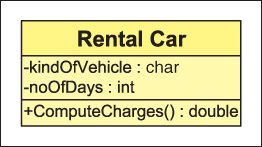 Rental Car
-kindOfVehicle : char
-noOfDays : int
+ComputeCharges() : double